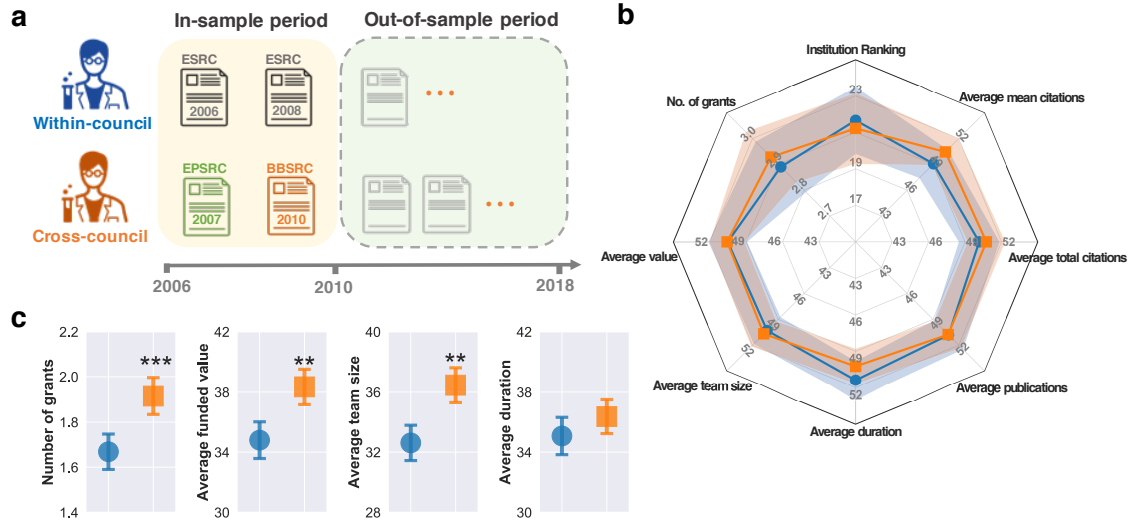 a
In-sample period
Out-of-sample period
Within-council
ESRC
2006
ESRC
2008
Cross-council
EPSRC
2007
BBSRC
2010
2006
2010
2018
b
Institution Ranking
Average mean citations
Average total citations
Average publications
Average duration
Average team size
Average value
No. of grants
23
19
17
52
46
43
52
49
46
43
52
49
46
43
52
49
46
43
52
49
46
43
52
49
46
43
3.0
2.8
2.7
c
Number of grants
2.2
2.0
1.8
1.6
1.4
***
Average funded value
42
38
34
30
**
Average team size
40
36
32
28
**
Average duration
42
38
34
30